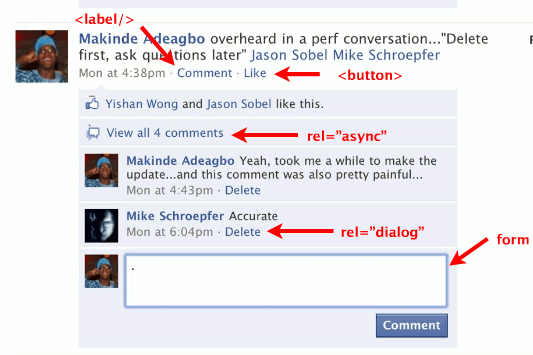 <label/>
Makinde Adeagbo overheard in a perf conversation..."Delete
first, ask questions later" Jason Sobel Mike Schroepfer
Mon at 4:38pm · Comment · Like
<button>
Yishan Wong and Jason Sobel like this.
View all 4 comments
rel="async"
Makinde Adeagbo Yeah, took me a while to make the
update...and this comment was also pretty painful...
Mon at 4:43pm · Delete
Mike Schroepfer Accurate
Mon at 6:04pm · Delete
rel="dialog"
form
.
Comment